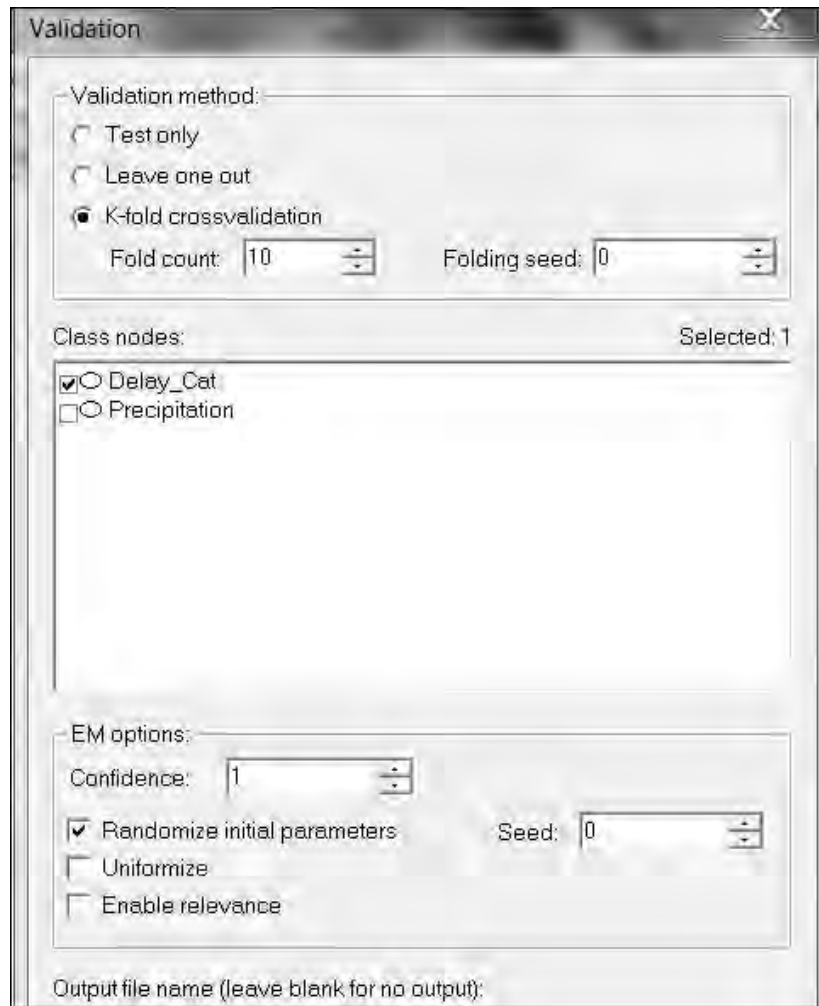 Validation
Validation method:
Test only
Leave one out
K-fold crossvalidation
Fold count: 10 Folding seed: 0
Class nodes: Selected: 1
Delay_Cat
Precipitation
EM options:
Confidence: 1
Randomize initial parameters Seed: 0
Uniformize
Enable relevance
Output file name (leave blank for no output):